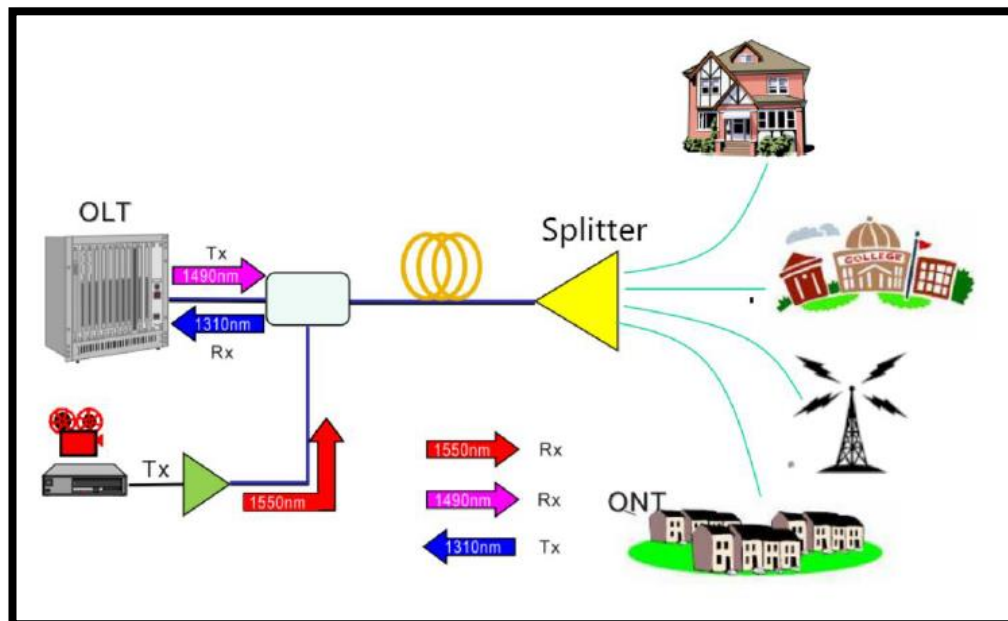 OLT
Splitter
Tx
1490nm
1310nm
Rx
COLLEGE
Tx
1550nm
1550nm Rx
1490nm Rx
1310nm Tx
ONT